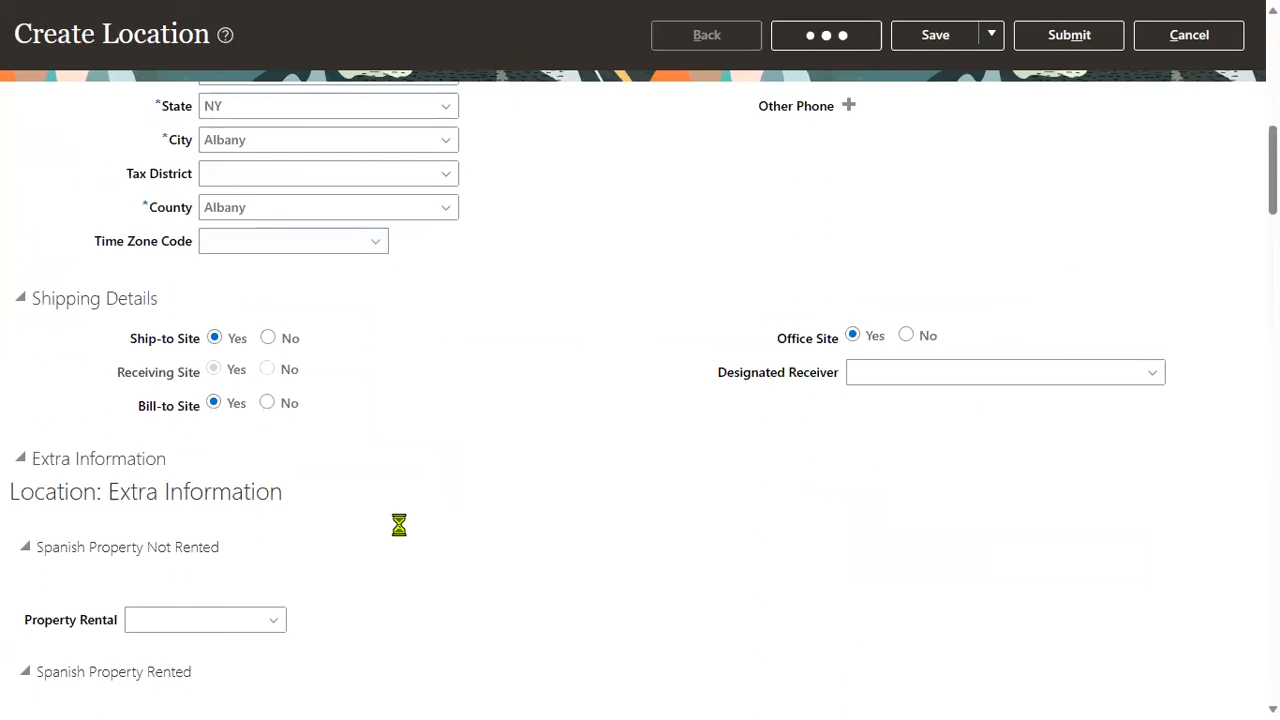 Create Location ?
Back
Save
Submit
Cancel
*State NY
Other Phone
*City Albany
Tax District
*County Albany
Time Zone Code
Shipping Details
Ship-to Site Yes No
Office Site Yes No
Receiving Site Yes No
Designated Receiver
Bill-to Site Yes No
Extra Information
Location: Extra Information
Spanish Property Not Rented
Property Rental
Spanish Property Rented